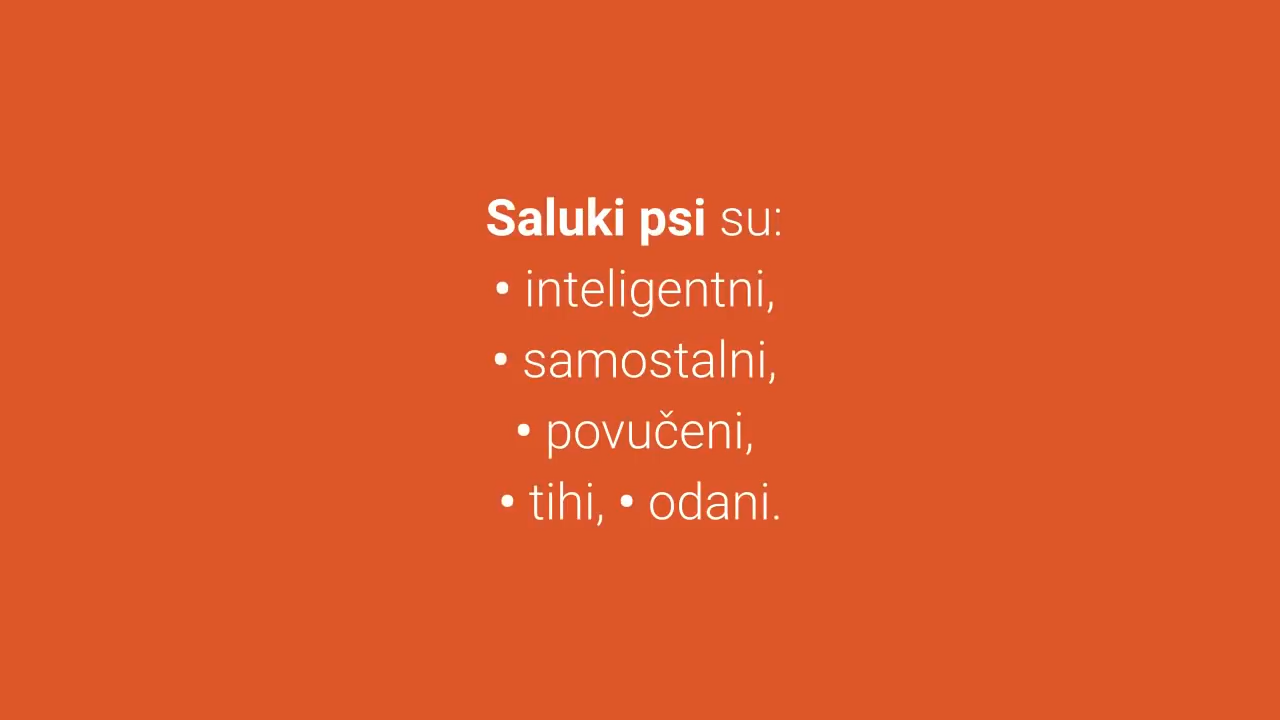 Saluki psi su:
• inteligentni,
• samostalni,
• povučeni,
• tihi, • odani.